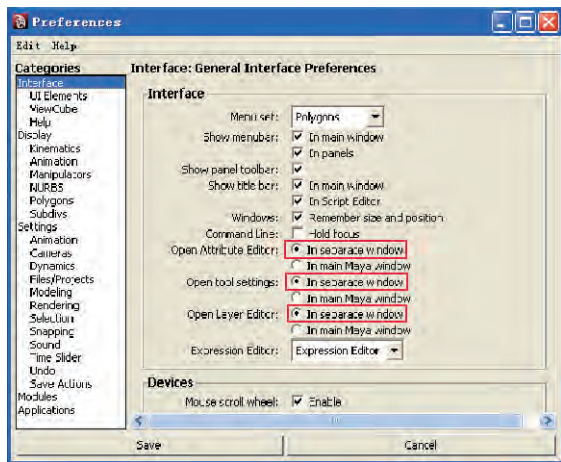 Preferences
Edit Help
Categories
Interface
UI Elements
ViewCube
Help
Display
Kinematics
Animation
Manipulators
NURBS
Polygons
Subdivs
Settings
Animation
Cameras
Dynamics
Files/Projects
Modeling
Rendering
Selection
Snapping
Sound
Time Slider
Undo
Save Actions
Modules
Applications
Interface: General Interface Preferences
Interface
Menu set: Polygons
Show menubar: In main window
In panels
Show panel toolbar:
Show title bar: In main window
In Script Editor
Windows: Remember size and position
Command Line: Hold focus
Open Attribute Editor: In separate window
In main Maya window
Open tool settings: In separate window
In main Maya window
Open Layer Editor: In separate window
In main Maya window
Expression Editor: Expression Editor
Devices
Mouse scroll wheel: Enable
Save Cancel